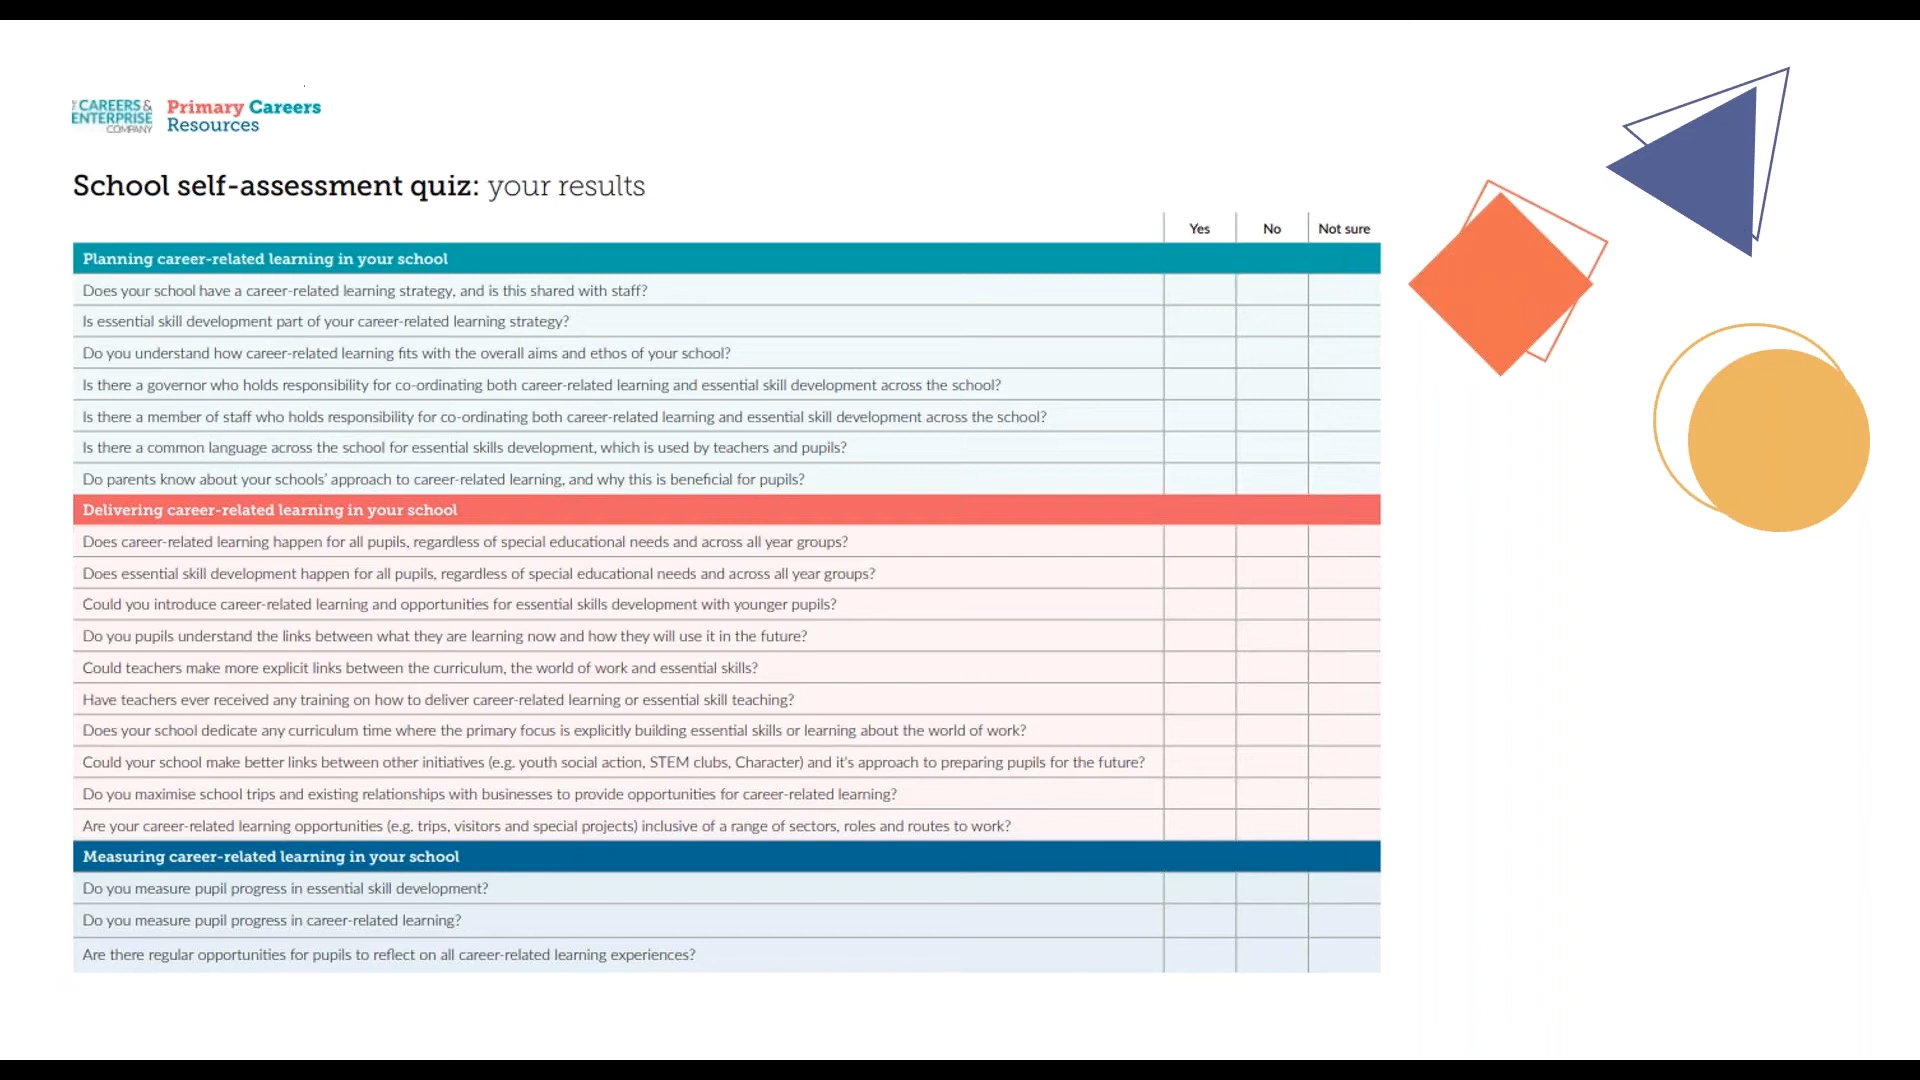 THE CAREERS & ENTERPRISE COMPANY
Primary Careers
Resources
School self-assessment quiz: your results
Yes No Not sure
Planning career-related learning in your school
Does your school have a career-related learning strategy, and is this shared with staff?
Is essential skill development part of your career-related learning strategy?
Do you understand how career-related learning fits with the overall aims and ethos of your school?
Is there a governor who holds responsibility for co-ordinating both career-related learning and essential skill development across the school?
Is there a member of staff who holds responsibility for co-ordinating both career-related learning and essential skill development across the school?
Is there a common language across the school for essential skills development, which is used by teachers and pupils?
Do parents know about your schools' approach to career-related learning, and why this is beneficial for pupils?
Delivering career-related learning in your school
Does career-related learning happen for all pupils, regardless of special educational needs and across all year groups?
Does essential skill development happen for all pupils, regardless of special educational needs and across all year groups?
Could you introduce career-related learning and opportunities for essential skills development with younger pupils?
Do you pupils understand the links between what they are learning now and how they will use it in the future?
Could teachers make more explicit links between the curriculum, the world of work and essential skills?
Have teachers ever received any training on how to deliver career-related learning or essential skill teaching?
Does your school dedicate any curriculum time where the primary focus is explicitly building essential skills or learning about the world of work?
Could your school make better links between other initiatives (e.g. youth social action, STEM clubs, Character) and it's approach to preparing pupils for the future?
Do you maximise school trips and existing relationships with businesses to provide opportunities for career-related learning?
Are your career-related learning opportunities (e.g. trips, visitors and special projects) inclusive of a range of sectors, roles and routes to work?
Measuring career-related learning in your school
Do you measure pupil progress in essential skill development?
Do you measure pupil progress in career-related learning?
Are there regular opportunities for pupils to reflect on all career-related learning experiences?